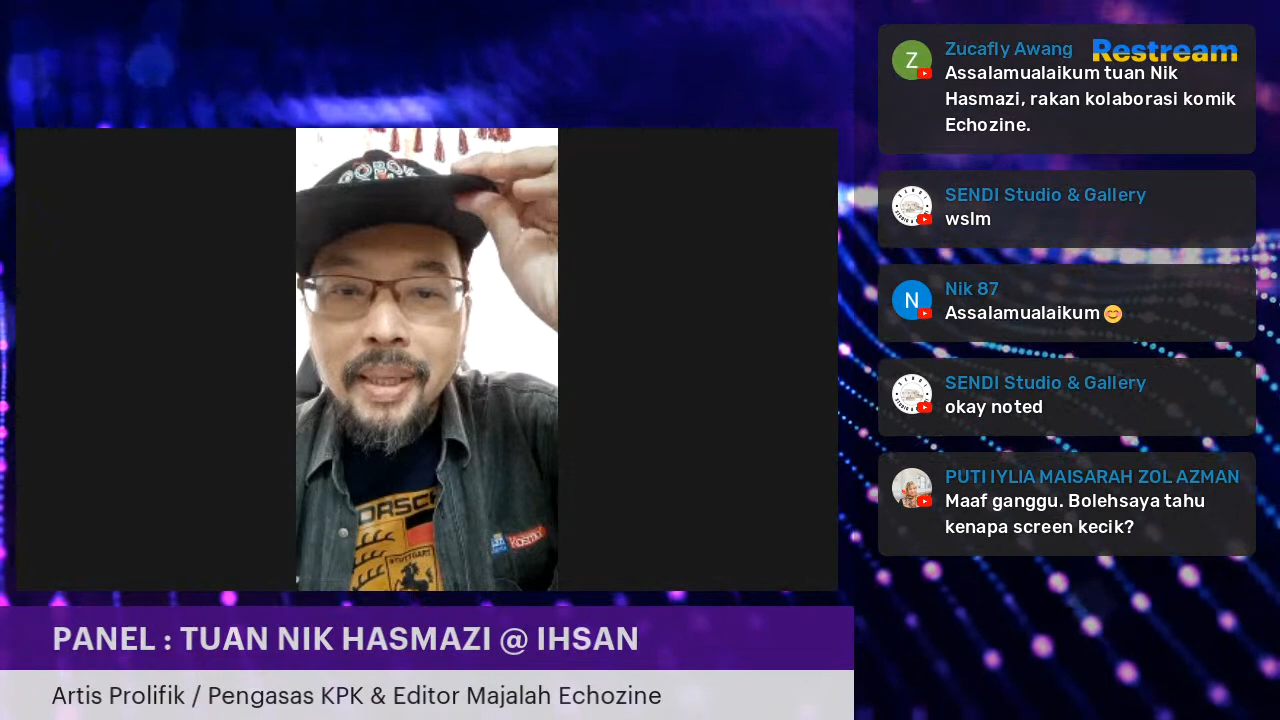 Zucafly Awang
Restream
Assalamualaikum tuan Nik
Hasmazi, rakan kolaborasi komik
Echozine.
SENDI Studio & Gallery
wslm
Nik 87
Assalamualaikum 😊
SENDI Studio & Gallery
okay noted
PUTI IYLIA MAISARAH ZOL AZMAN
Maaf ganggu. Bolehsaya tahu
kenapa screen kecik?
Z
N
STUTTGART
Kosmo!
PANEL : TUAN NIK HASMAZI @ IHSAN
Artis Prolifik / Pengasas KPK & Editor Majalah Echozine